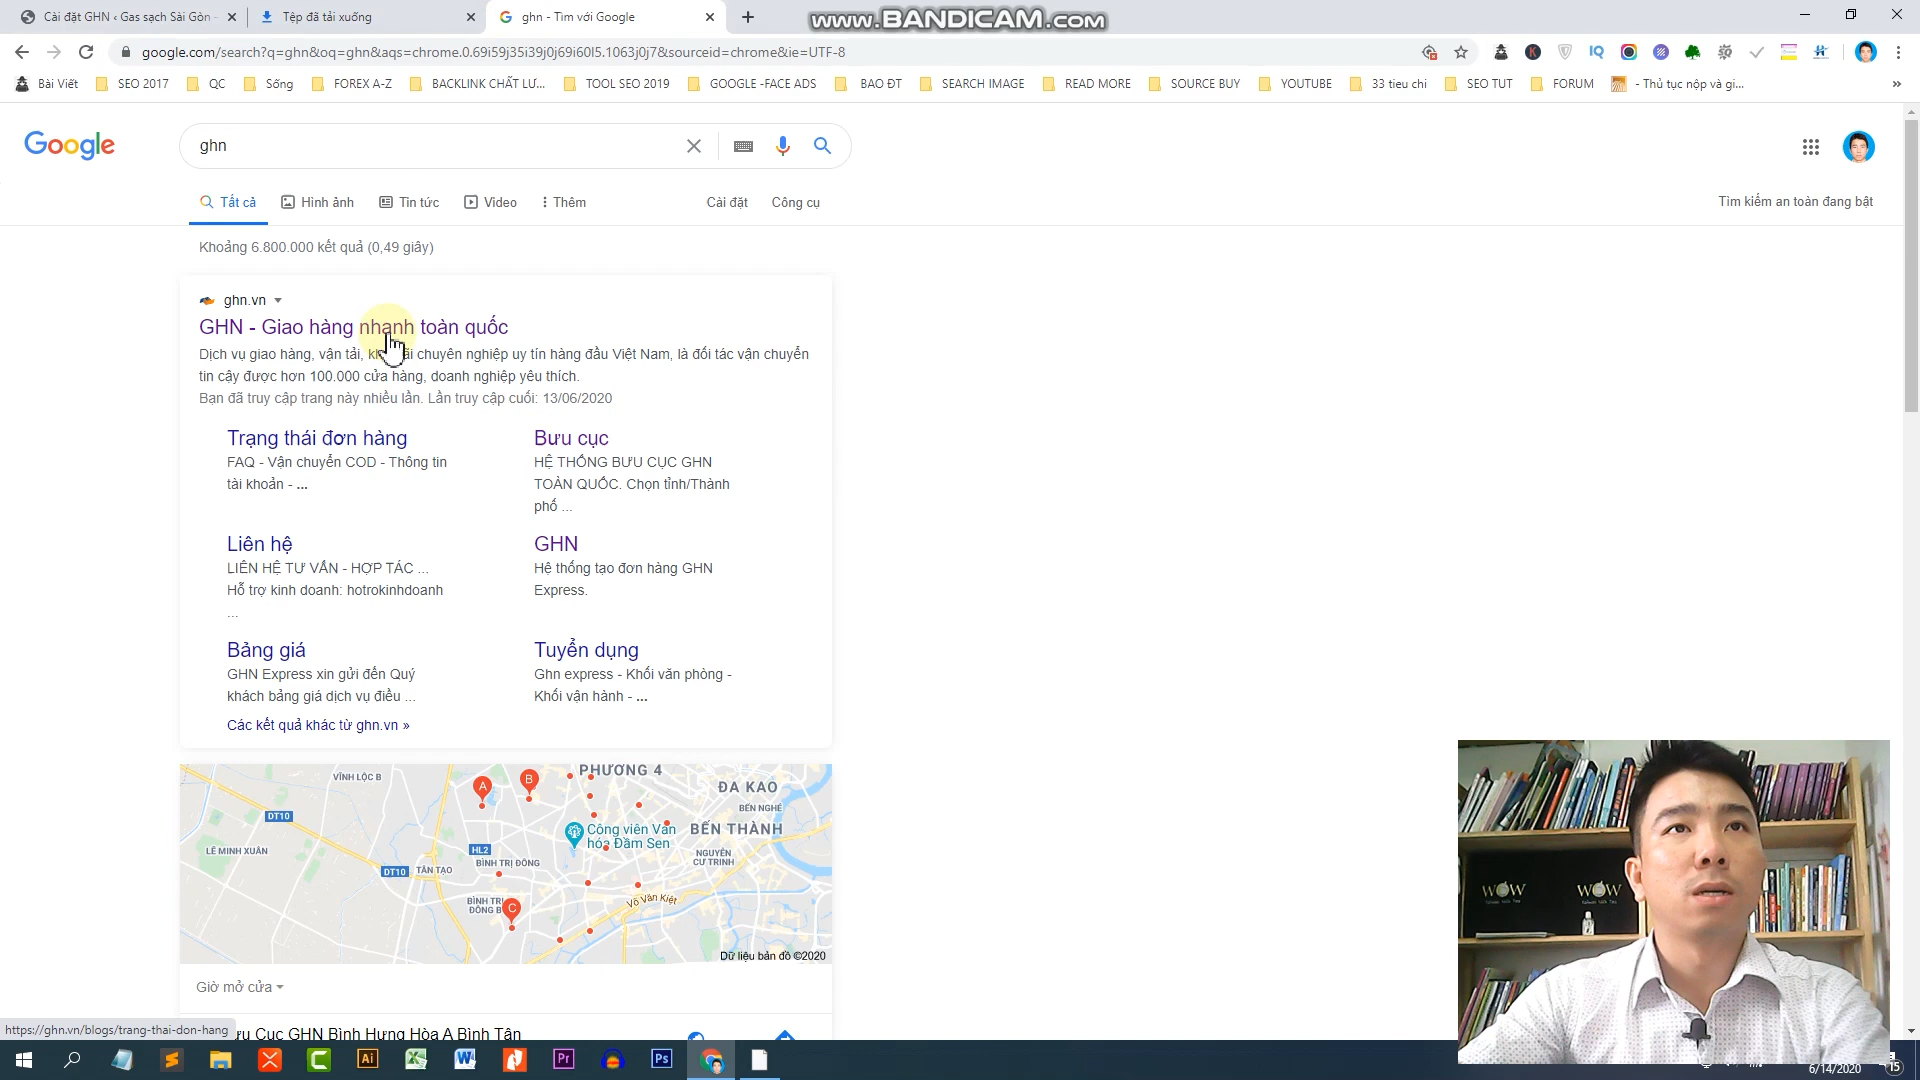 Cài đặt GHN ‹ Gas sạch Sài Gòn
Tệp đã tải xuống
ghn - Tìm với Google
www.BANDICAM.com
google.com/search?q=ghn&oq=ghn&aqs=chrome.0.69i59j35i39j0j69i60l5.1063j0j7&sourceid=chrome&ie=UTF-8
Bài Viết
SEO 2017
QC
Sống
FOREX A-Z
BACKLINK CHẤT LƯ...
TOOL SEO 2019
GOOGLE -FACE ADS
BAO ĐT
SEARCH IMAGE
READ MORE
SOURCE BUY
YOUTUBE
33 tieu chi
SEO TUT
FORUM
- Thủ tục nộp và gi...
»
Google
ghn
Tất cả
Hình ảnh
Tin tức
Video
Thêm
Cài đặt
Công cụ
Tìm kiếm an toàn đang bật
Khoảng 6.800.000 kết quả (0,49 giây)
ghn.vn
GHN - Giao hàng nhanh toàn quốc
Dịch vụ giao hàng, vận tải, chuyên nghiệp uy tín hàng đầu Việt Nam, là đối tác vận chuyển
tin cậy được hơn 100.000 cửa hàng, doanh nghiệp yêu thích.
Bạn đã truy cập trang này nhiều lần. Lần truy cập cuối: 13/06/2020
Trạng thái đơn hàng
FAQ - Vận chuyển COD - Thông tin
tài khoản - ...
Bưu cục
HỆ THỐNG BƯU CỤC GHN
TOÀN QUỐC. Chọn tỉnh/Thành
phố ...
Liên hệ
LIÊN HỆ TƯ VẤN - HỢP TÁC ...
Hỗ trợ kinh doanh: hotrokinhdoanh
...
GHN
Hệ thống tạo đơn hàng GHN
Express.
Bảng giá
GHN Express xin gửi đến Quý
khách bảng giá dịch vụ điều ...
Tuyển dụng
Ghn express - Khối văn phòng -
Khối vận hành - ...
Các kết quả khác từ ghn.vn »
VĨNH LỘC B
A
B
PHƯỜNG 4
ĐA KAO
BẾN NGHÉ
DT10
Công viên Văn
hóa Đầm Sen
BẾN THÀNH
LÊ MINH XUÂN
HL2
BÌNH TRỊ ĐÔNG
NGUYỄN
CƯ TRINH
DT10
TÂN TẠO
BÌNH TRỊ
ĐÔNG B
C
Võ Văn Kiệt
Dữ liệu bản đồ ©2020
Giờ mở cửa
https://ghn.vn/blogs/trang-thai-don-hang
Cục GHN Bình Hưng Hòa A Bình Tân
WOW
WOW
Ai
Pr
Ps
6/14/2020
15